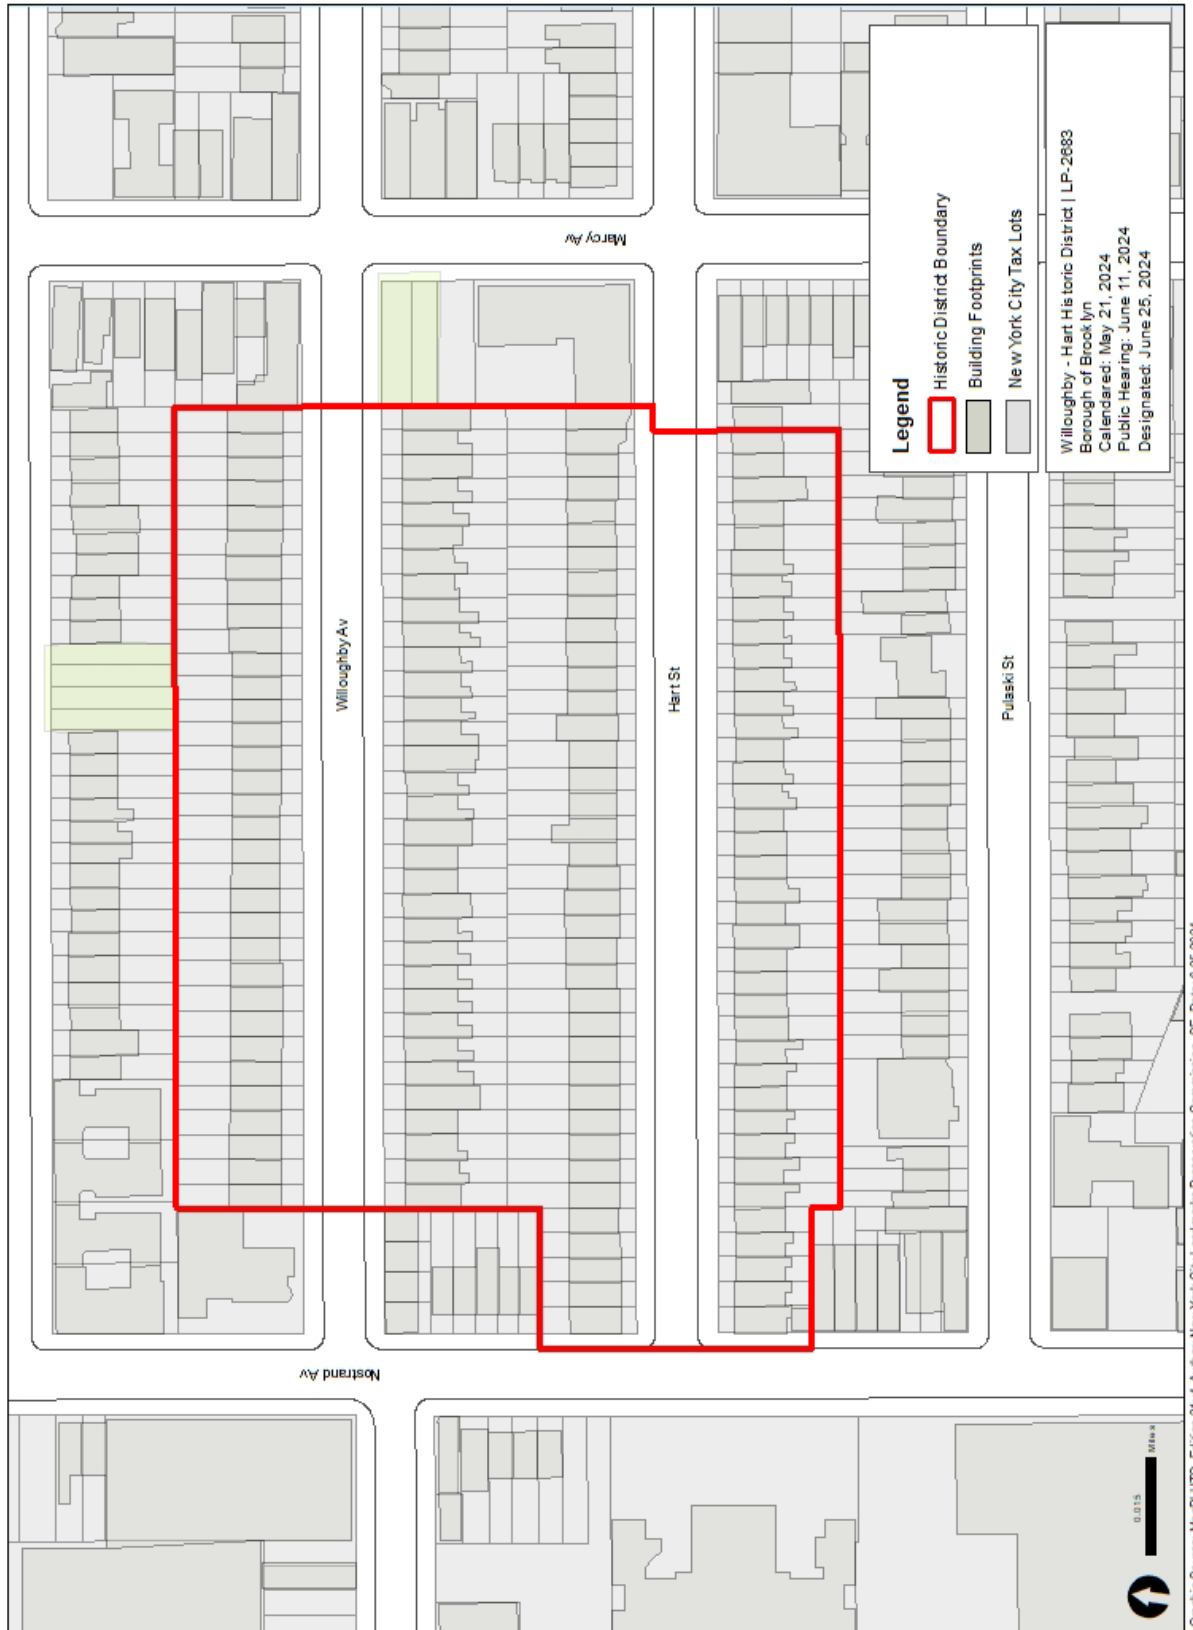 Marcy Av
Willoughby Av
Hart St
Pulaski St
Nostrand Av
Legend
Historic District Boundary
Building Footprints
New York City Tax Lots
Willoughby - Hart Historic District | LP-2683
Borough of Brooklyn
Calendared: May 21, 2024
Public Hearing: June 11, 2024
Designated: June 25, 2024
0.015
Miles